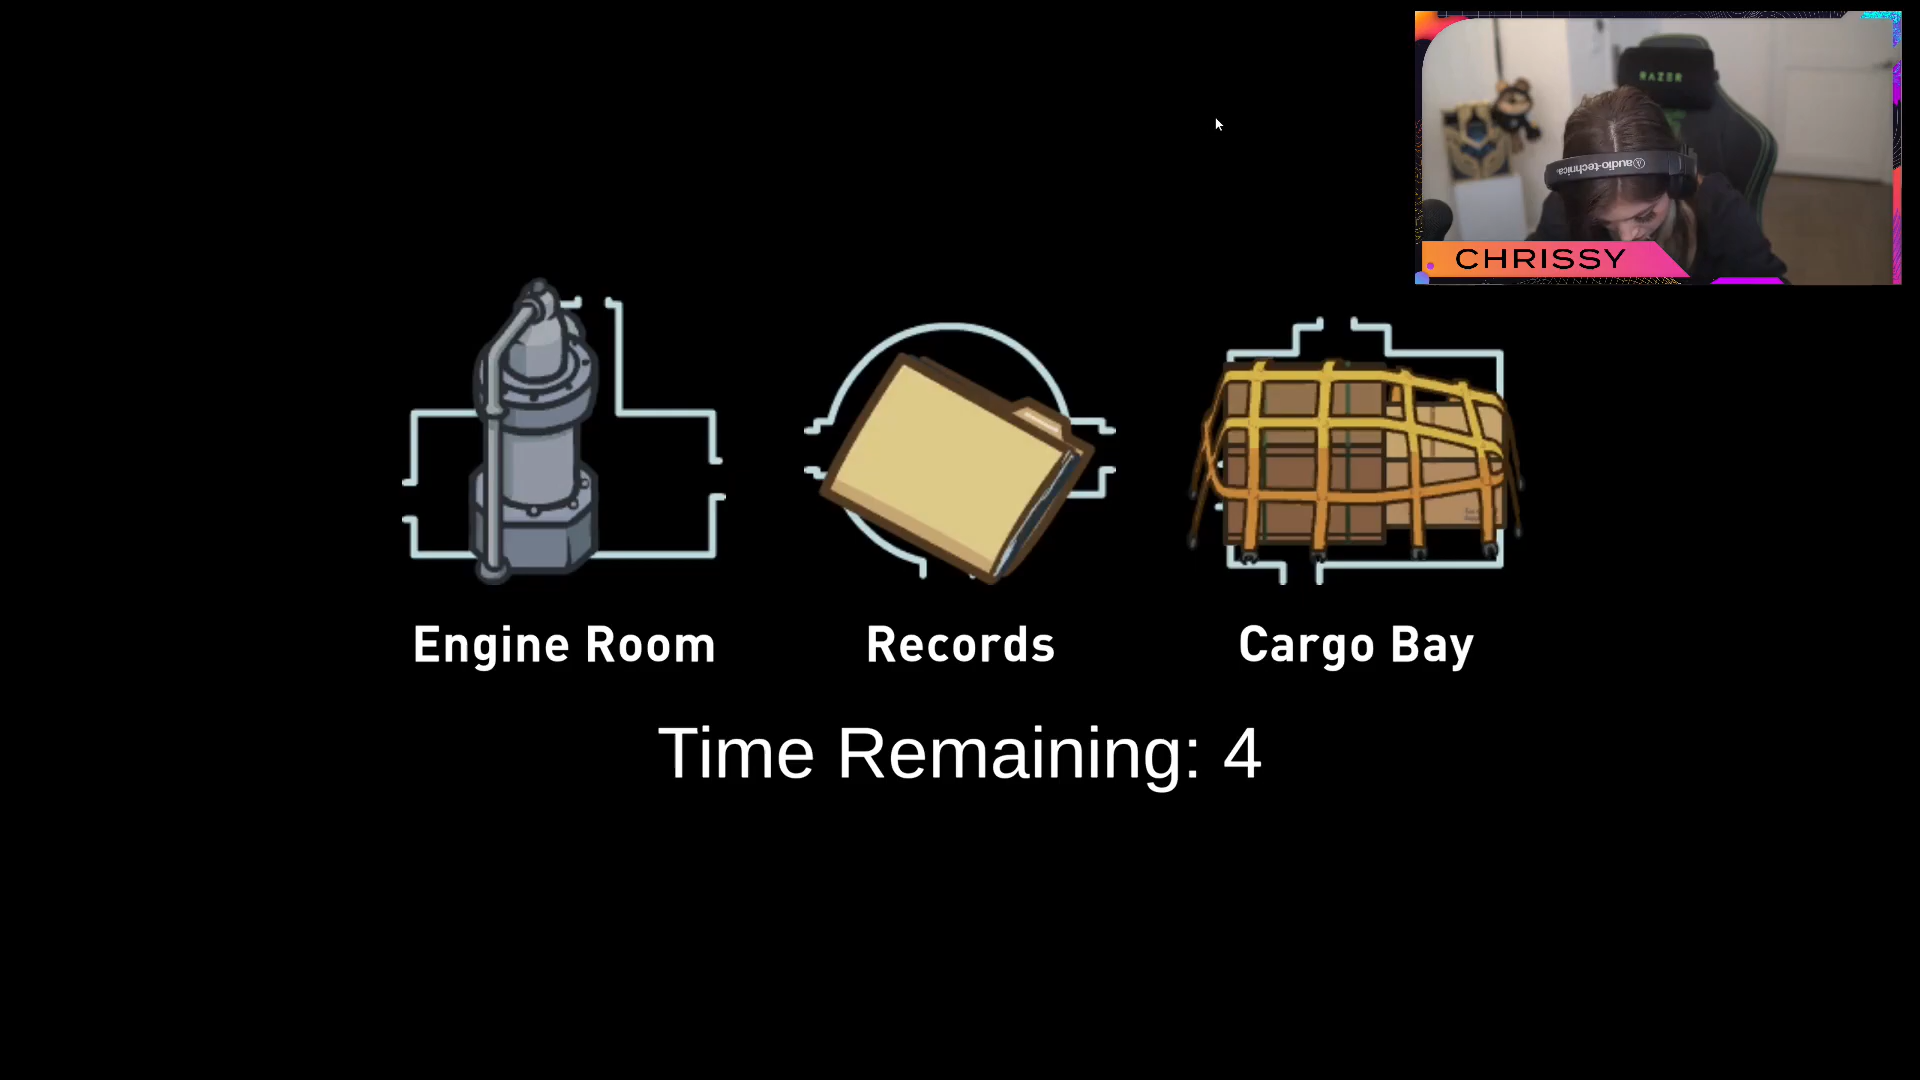 RAZER
audio-technica
CHRISSY
Engine Room
Records
Cargo Bay
Time Remaining: 4